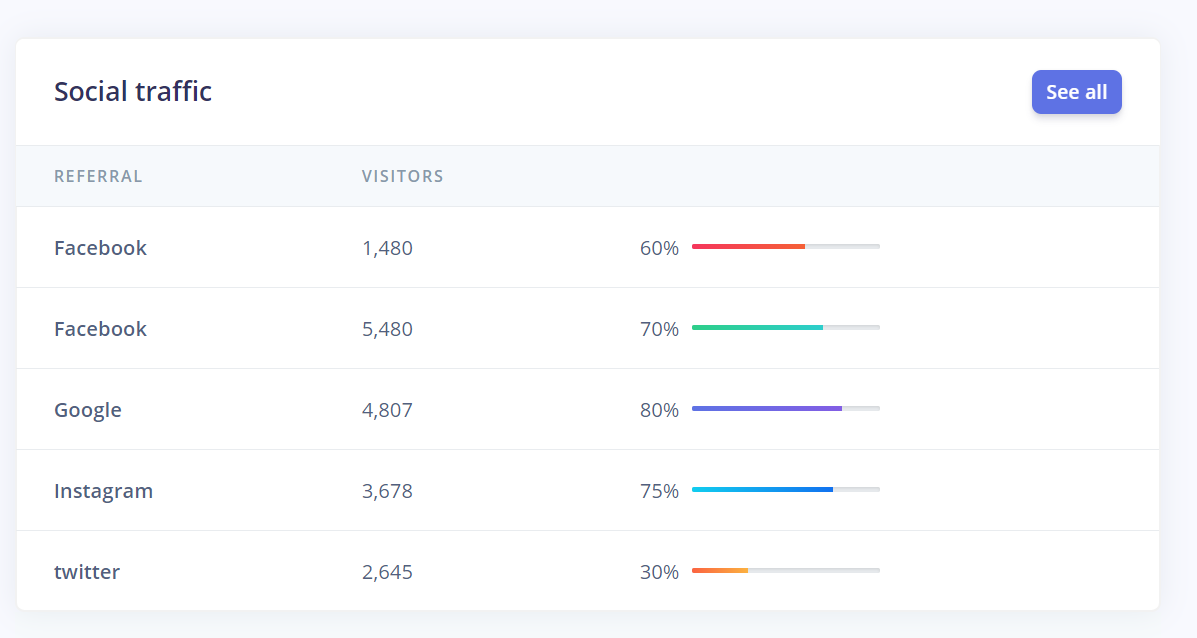 Social traffic
See all
REFERRAL VISITORS
Facebook 1,480 60%
Facebook 5,480 70%
Google 4,807 80%
Instagram 3,678 75%
twitter 2,645 30%